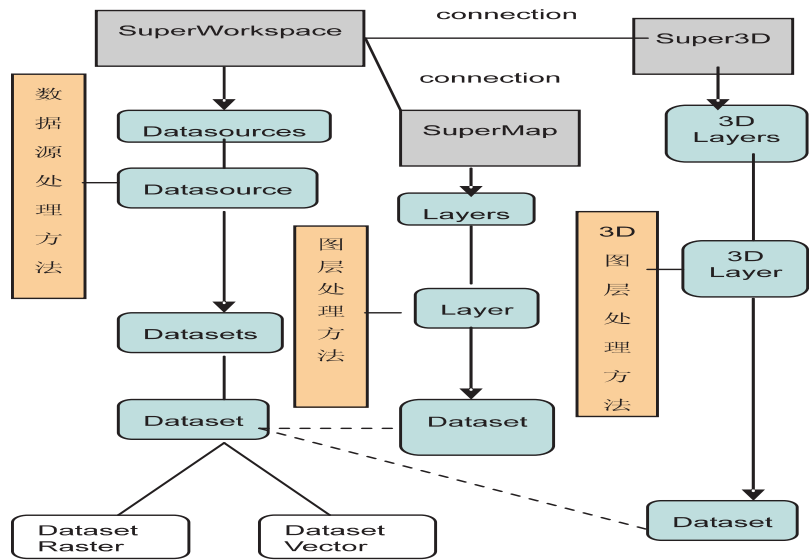 SuperWorkspace
connection
Super3D
connection
SuperMap
数据源处理方法
Datasources
Datasource
Datasets
Dataset
Dataset
Raster
Dataset
Vector
图层处理方法
Layers
Layer
Dataset
3D图层处理方法
3D
Layers
3D
Layer
Dataset